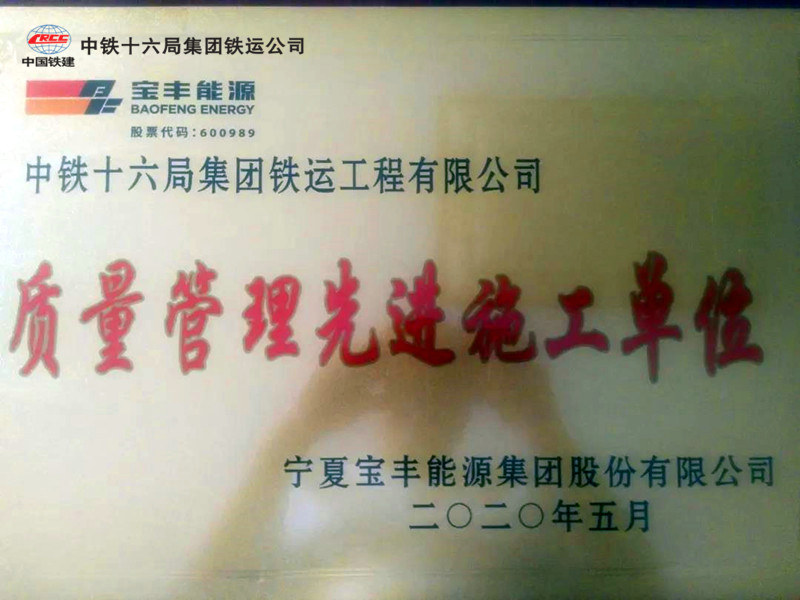 CRCC
中国铁建
中铁十六局集团铁运公司
宝丰能源
BAOFENG ENERGY
股票代码:600989
中铁十六局集团铁运工程有限公司
质量管理先进施工单位
宁夏宝丰能源集团股份有限公司
二〇二〇年五月